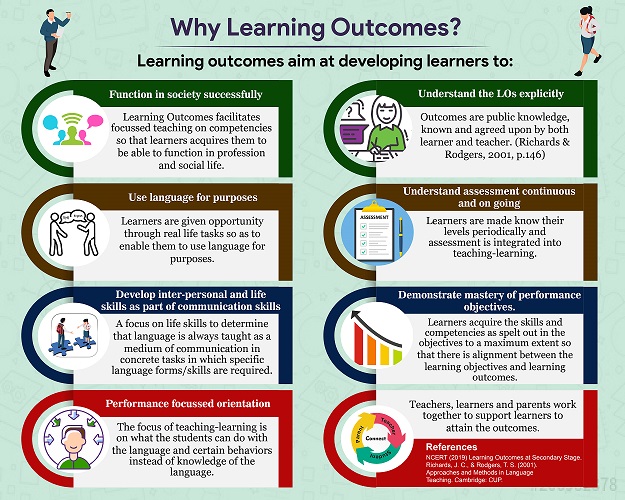 Why Learning Outcomes?
Learning outcomes aim at developing learners to:
Function in society successfully
Learning Outcomes facilitates
focussed teaching on competencies
so that learners acquires them to
be able to function in profession
and social life.
Use language for purposes
Learners are given opportunity
through real life tasks so as to
enable them to use language for
purposes.
Develop inter-personal and life
skills as part of communication skills
A focus on life skills to determine
that language is always taught as a
medium of communication in
concrete tasks in which specific
language forms/skills are required.
Performance focussed orientation
The focus of teaching-learning is
on what the students can do with
the language and certain behaviors
instead of knowledge of the
language.
Understand the LOs explicitly
Outcomes are public knowledge,
known and agreed upon by both
learner and teacher. (Richards &
Rodgers, 2001, p.146)
Understand assessment continuous
and on going
ASSESSMENT
Learners are made know their
levels periodically and
assessment is integrated into
teaching-learning.
Demonstrate mastery of performance
objectives.
Learners acquire the skills and
competencies as spelt out in the
objectives to a maximum extent so
that there is alignment between the
learning objectives and learning
outcomes.
Parent
Teacher
Connect
Student
Teachers, learners and parents work
together to support learners to
attain the outcomes.
References
NCERT (2019) Learning Outcomes at Secondary Stage.
Richards, J. C., & Rodgers, T. S. (2001).
Approaches and Methods in Language
Teaching. Cambridge: CUP.